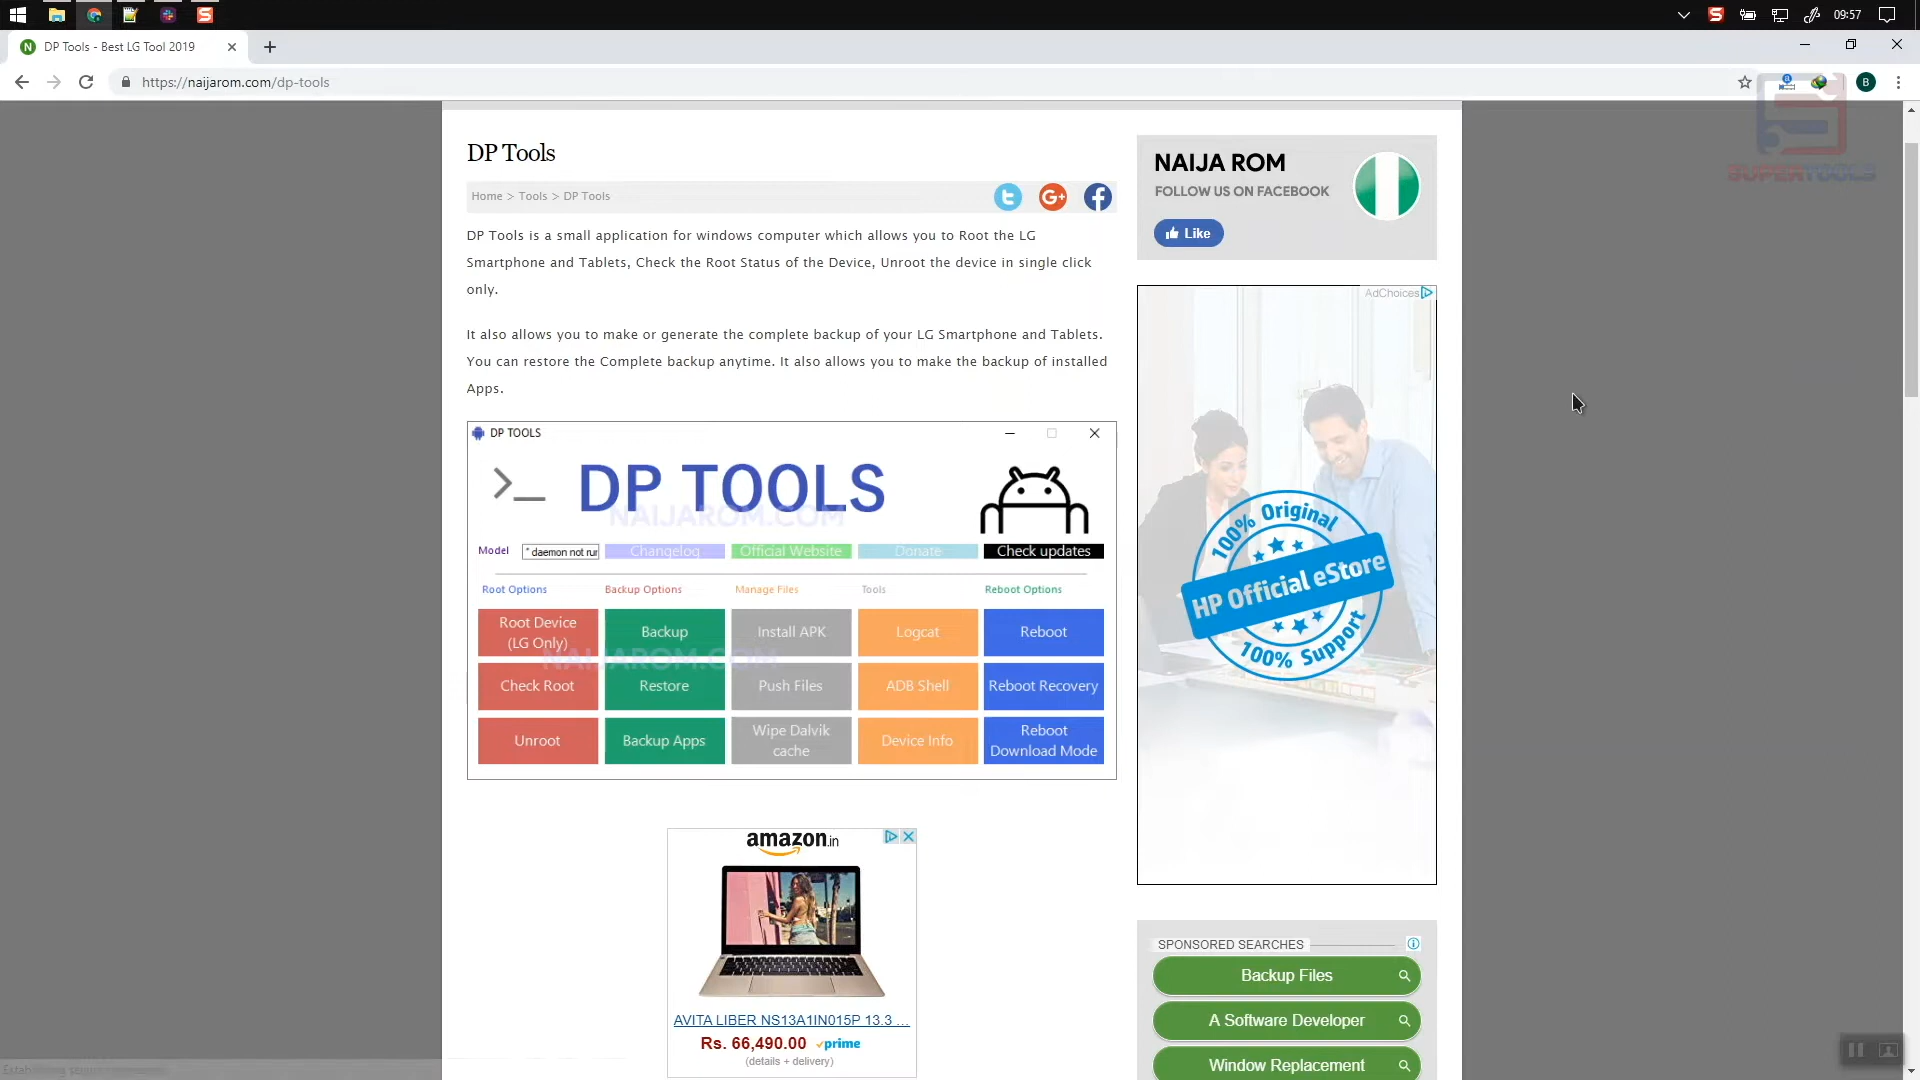 09:57
DP Tools - Best LG Tool 2019
https://naijarom.com/dp-tools
B
SUPERTOOLS
DP Tools
Home > Tools > DP Tools
DP Tools is a small application for windows computer which allows you to Root the LG
Smartphone and Tablets, Check the Root Status of the Device, Unroot the device in single click
only.
It also allows you to make or generate the complete backup of your LG Smartphone and Tablets.
You can restore the Complete backup anytime. It also allows you to make the backup of installed
Apps.
DP TOOLS
DP TOOLS
NAIJAROM.COM
Model
* daemon not rur
Changelog
Official Website
Donate
Check updates
Root Options
Backup Options
Manage Files
Tools
Reboot Options
Root Device
(LG Only)
Backup
Install APK
Logcat
Reboot
NAIJAROM.COM
Check Root
Restore
Push Files
ADB Shell
Reboot Recovery
Unroot
Backup Apps
Wipe Dalvik
cache
Device Info
Reboot
Download Mode
amazon.in
AVITA LIBER NS13A1IN015P 13.3 ...
Rs. 66,490.00 prime
(details + delivery)
NAIJA ROM
FOLLOW US ON FACEBOOK
Like
AdChoices
100% Original
HP Official eStore
100% Support
SPONSORED SEARCHES
Backup Files
A Software Developer
Window Replacement